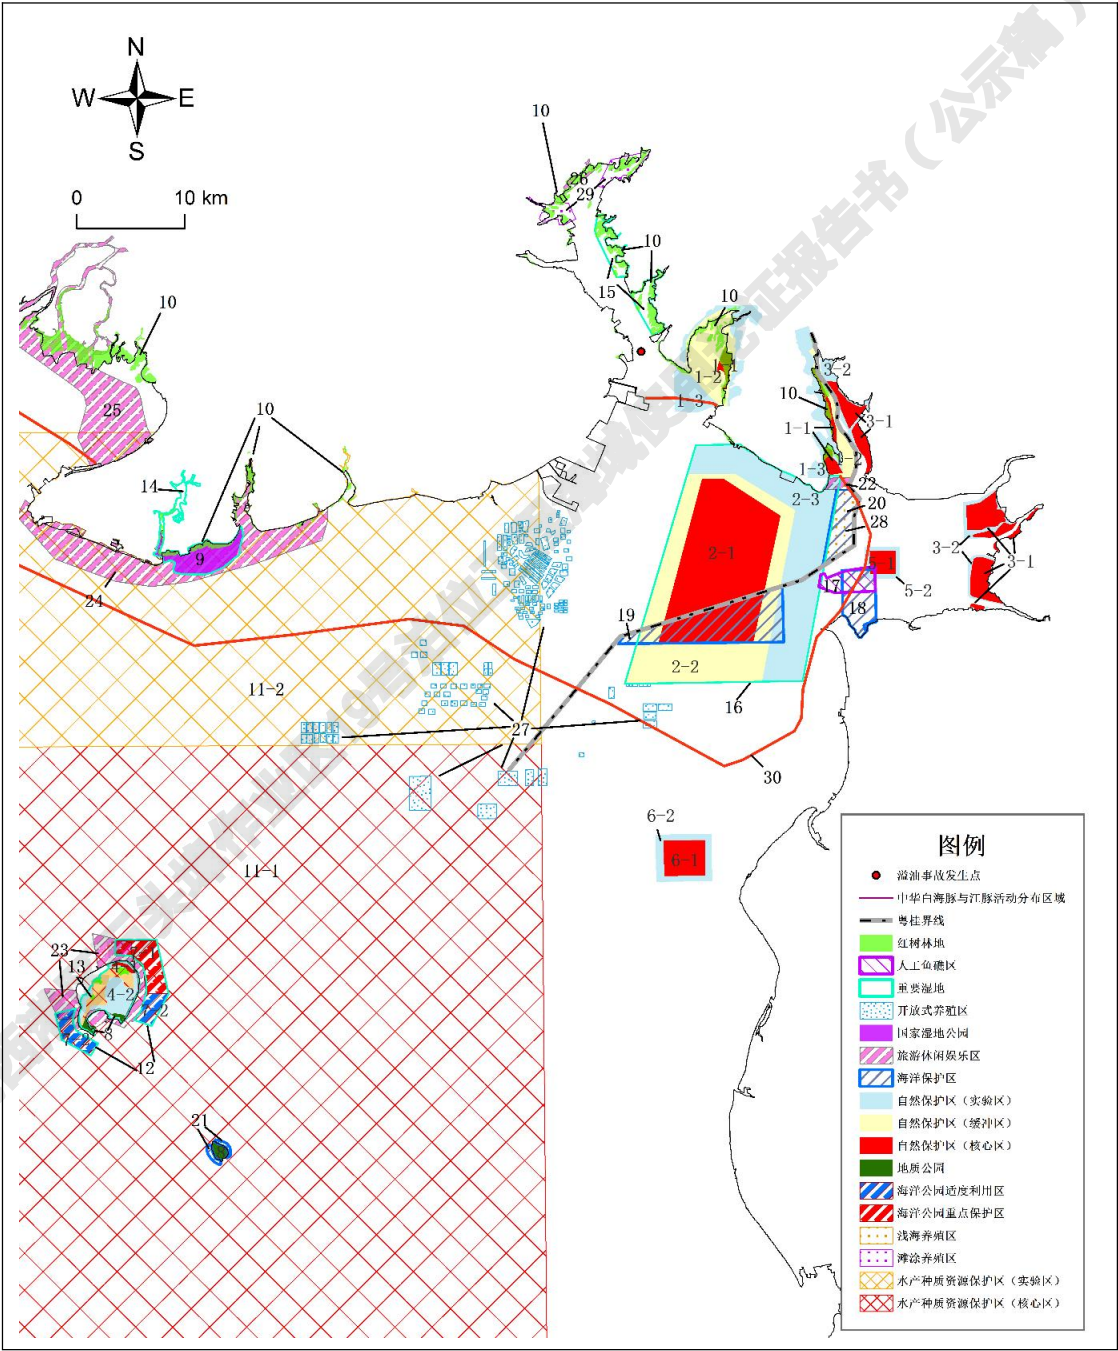 N
W E
S
0 10 km
10
26
29
10
15
10
10
1-1
1-2
1-3
3-2
10
3-1
1-1
1-2
1-3
25
10
14
9
24
2-3
22
20
28
2-1
3-2
3-1
5-1
5-2
17
18
19
2-2
16
11-2
27
30
6-2
6-1
11-1
23
13
4-2
8
12
21
图例
溢油事故发生点
中华白海豚与江豚活动分布区域
粤桂界线
红树林地
人工鱼礁区
重要湿地
开放式养殖区
国家湿地公园
旅游休闲娱乐区
海洋保护区
自然保护区（实验区）
自然保护区（缓冲区）
自然保护区（核心区）
地质公园
海洋公园适度利用区
海洋公园重点保护区
浅海养殖区
滩涂养殖区
水产种质资源保护区（实验区）
水产种质资源保护区（核心区）